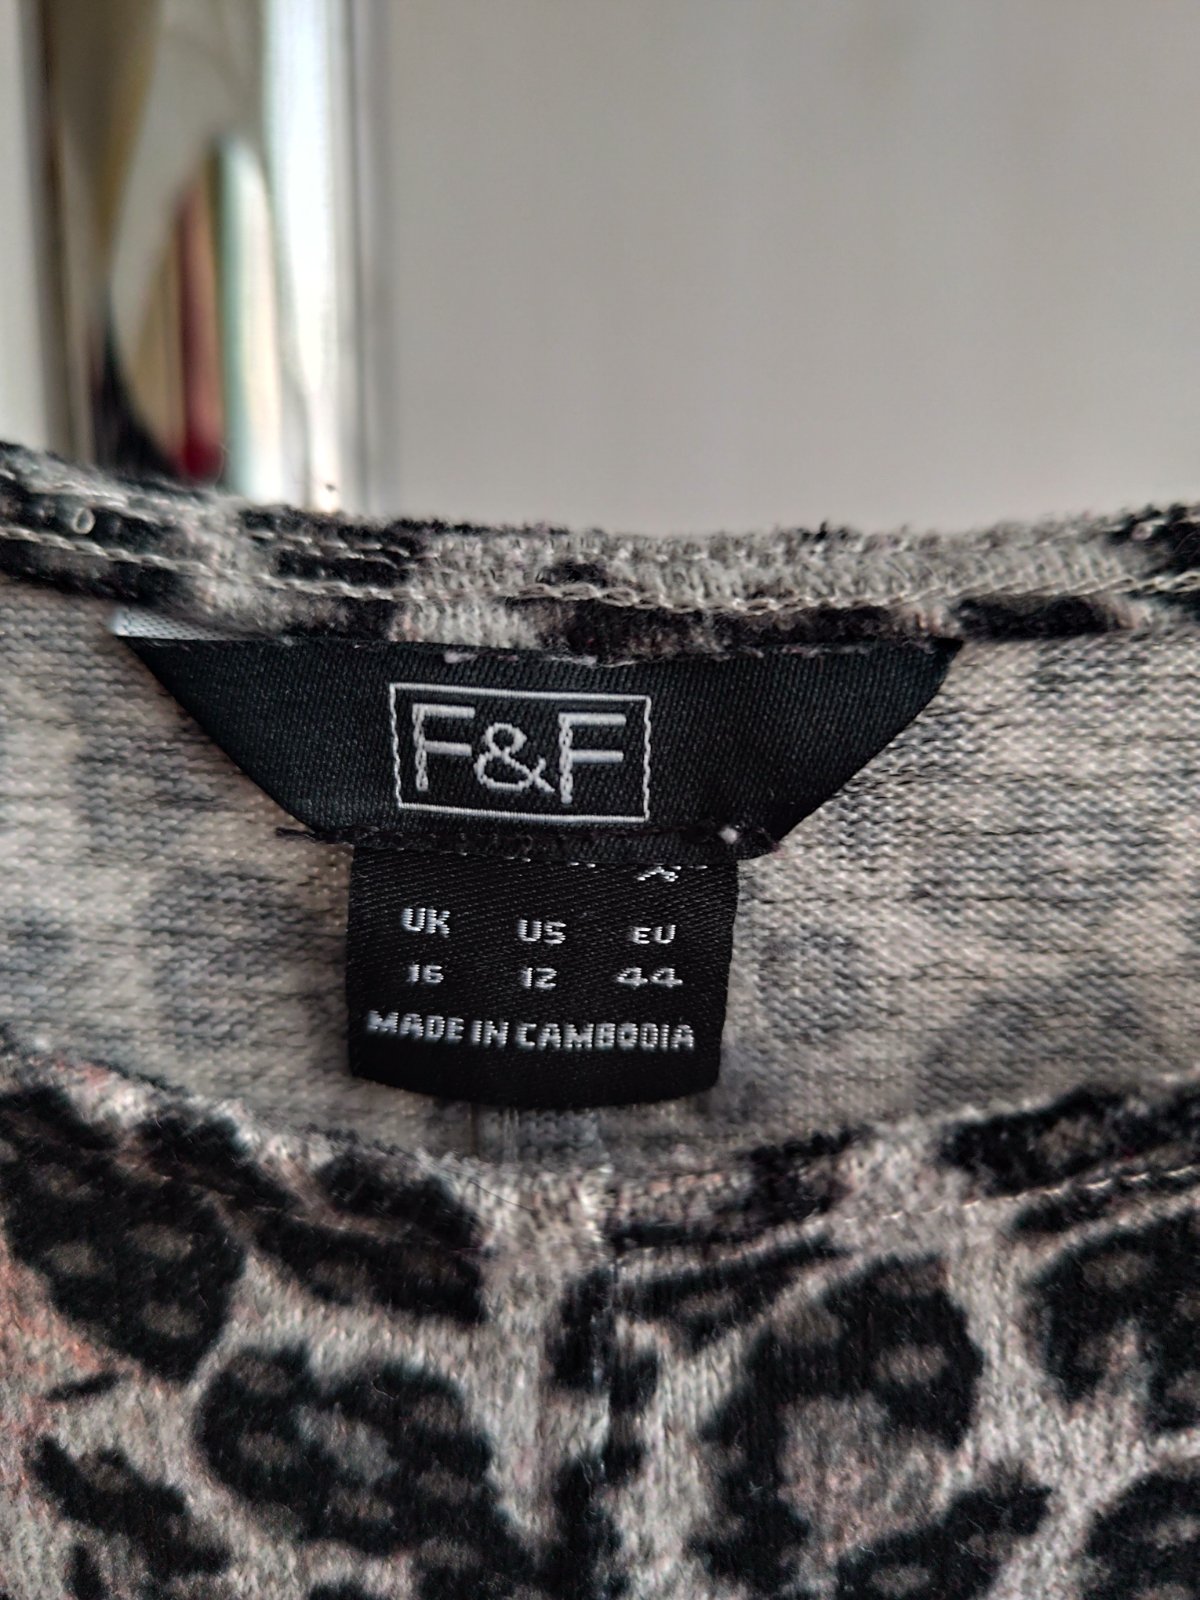 F&F
UK US EU
16 12 44
MADE IN CAMBODIA